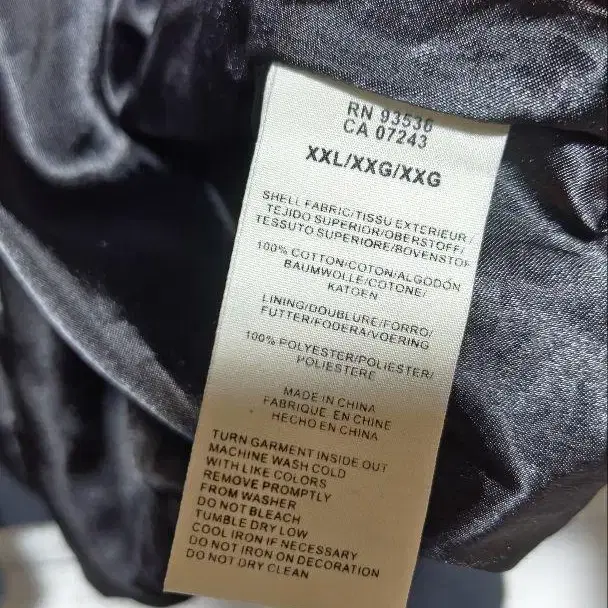 RN 93536
CA 07243
XXL/XXG/XXG
SHELL FABRIC/TISSU EXTERIEUR/
TEJIDO SUPERIOR/OBERSTOFF/
TESSUTO SUPERIORE/BOVENSTOF
100% COTTON/COTON/ALGODÓN
BAUMWOLLE/COTONE/
KATOEN
LINING/DOUBLURE/FORRO/
FUTTER/FODERA/VOERING
100% POLYESTER/POLIESTER/
POLIESTERE
MADE IN CHINA
FABRIQUE EN CHINE
HECHO EN CHINA
TURN GARMENT INSIDE OUT
MACHINE WASH COLD
WITH LIKE COLORS
REMOVE PROMPTLY
FROM WASHER
DO NOT BLEACH
TUMBLE DRY LOW
COOL IRON IF NECESSARY
DO NOT IRON ON DECORATION
DO NOT DRY CLEAN